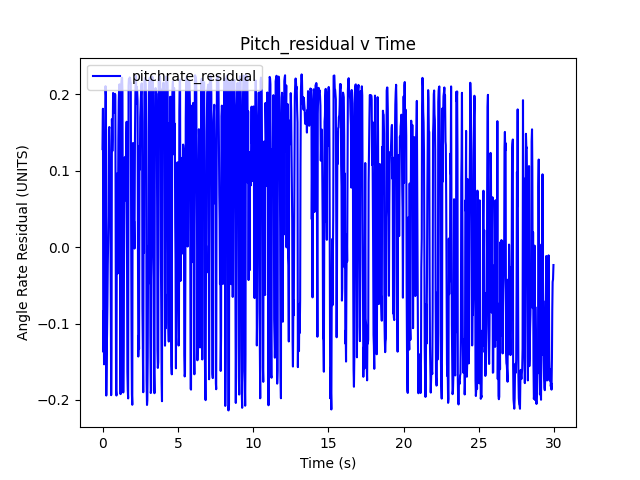 Pitch_residual v Time
pitchrate_residual
Angle Rate Residual (UNITS)
0.2
0.1
0.0
−0.1
−0.2
0 5 10 15 20 25 30
Time (s)